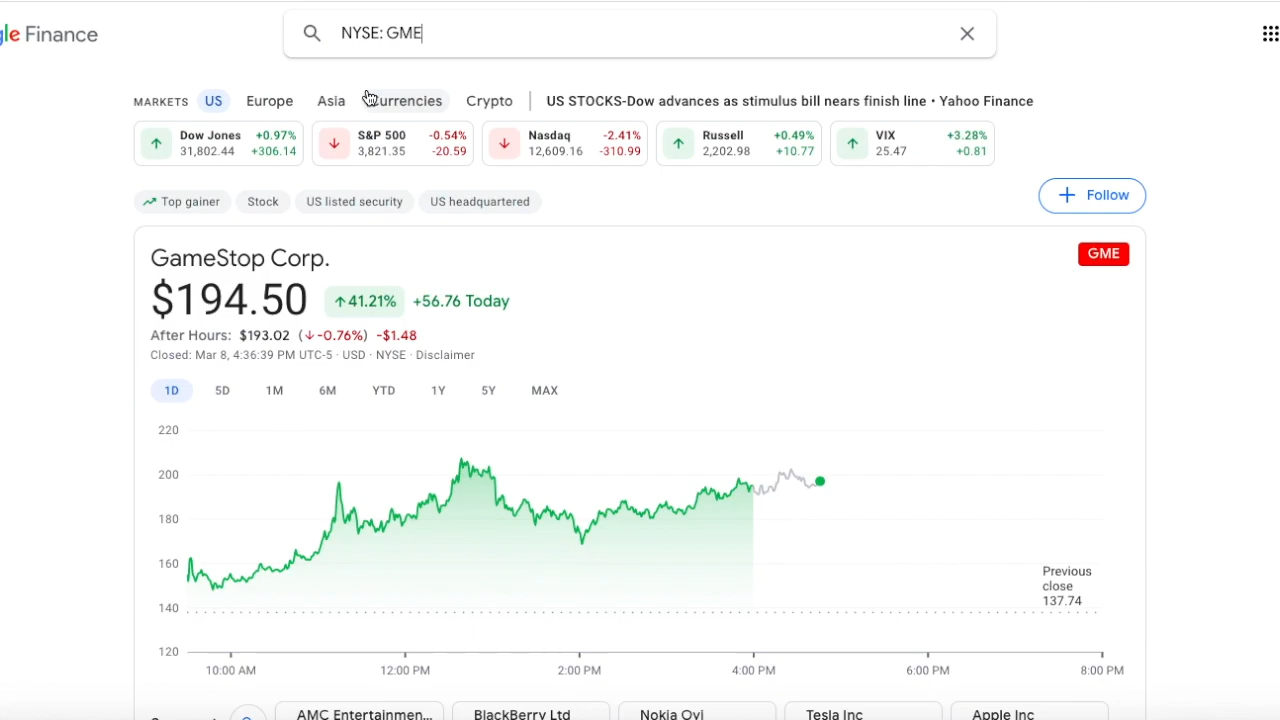 gle Finance
NYSE: GME
MARKETS US Europe Asia Currencies Crypto US STOCKS-Dow advances as stimulus bill nears finish line • Yahoo Finance
Dow Jones +0.97% S&P 500 -0.54% Nasdaq -2.41% Russell +0.49% VIX +3.28%
31,802.44 +306.14 3,821.35 -20.59 12,609.16 -310.99 2,202.98 +10.77 25.47 +0.81
Top gainer Stock US listed security US headquartered + Follow
GameStop Corp. GME
$194.50 ↑41.21% +56.76 Today
After Hours: $193.02 (↓-0.76%) -$1.48
Closed: Mar 8, 4:36:39 PM UTC-5 · USD · NYSE · Disclaimer
1D 5D 1M 6M YTD 1Y 5Y MAX
220
200
180
160
140
120
Previous
close
137.74
10:00 AM 12:00 PM 2:00 PM 4:00 PM 6:00 PM 8:00 PM
AMC Entertainmen... BlackBerry Ltd Nokia Oyj Tesla Inc Apple Inc